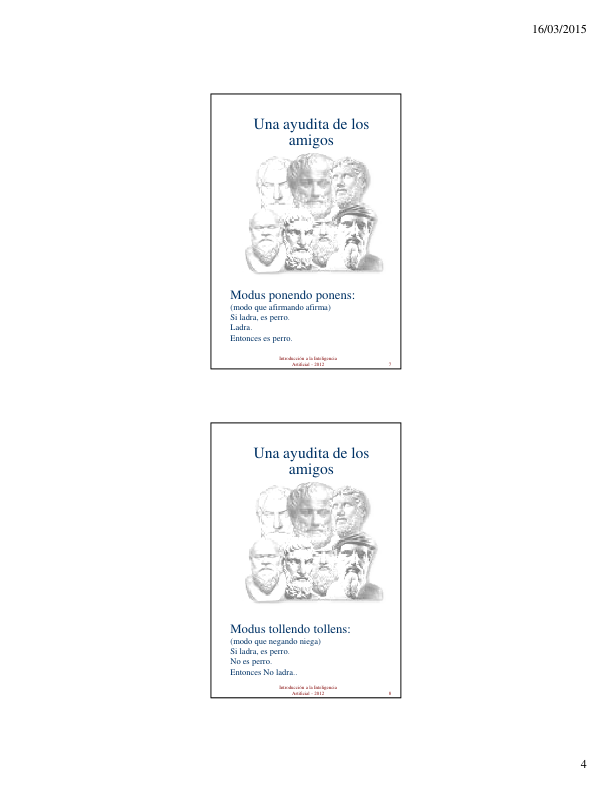 16/03/2015
Una ayudita de los
amigos
Modus ponendo ponens:
(modo que afirmando afirma)
Si ladra, es perro.
Ladra.
Entonces es perro.
Introducción a la Inteligencia
Artificial - 2012
7
Una ayudita de los
amigos
Modus tollendo tollens:
(modo que negando niega)
Si ladra, es perro.
No es perro.
Entonces No ladra..
Introducción a la Inteligencia
Artificial - 2012
8
4